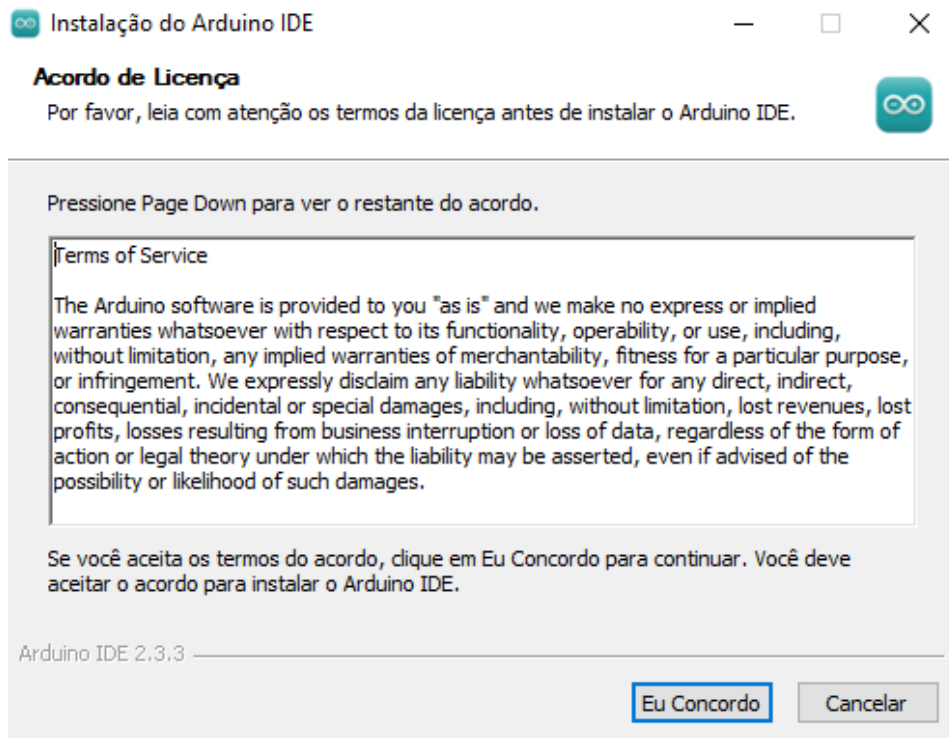 Instalação do Arduino IDE
Acordo de Licença
Por favor, leia com atenção os termos da licença antes de instalar o Arduino IDE.
Pressione Page Down para ver o restante do acordo.
Terms of Service
The Arduino software is provided to you "as is" and we make no express or implied
warranties whatsoever with respect to its functionality, operability, or use, including,
without limitation, any implied warranties of merchantability, fitness for a particular purpose,
or infringement. We expressly disclaim any liability whatsoever for any direct, indirect,
consequential, incidental or special damages, including, without limitation, lost revenues, lost
profits, losses resulting from business interruption or loss of data, regardless of the form of
action or legal theory under which the liability may be asserted, even if advised of the
possibility or likelihood of such damages.
Se você aceita os termos do acordo, clique em Eu Concordo para continuar. Você deve
aceitar o acordo para instalar o Arduino IDE.
Arduino IDE 2.3.3
Eu Concordo
Cancelar